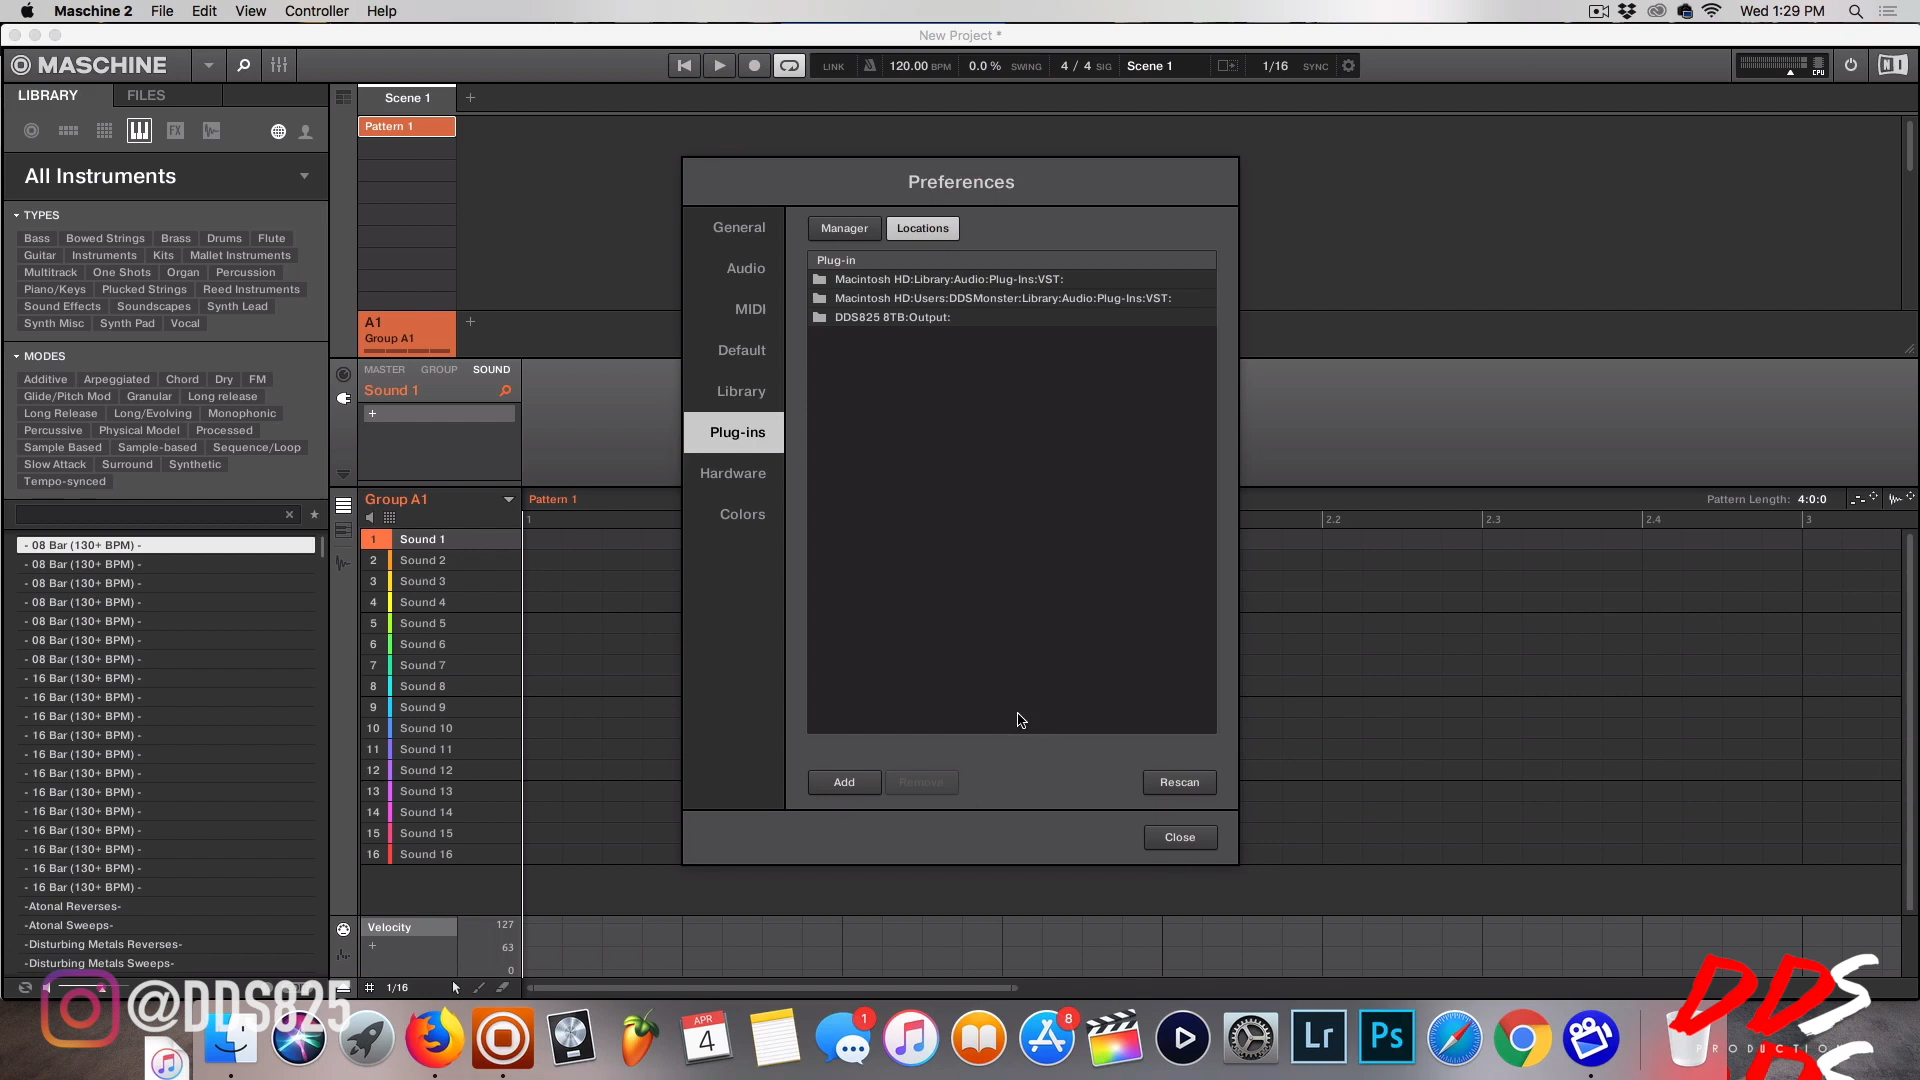 Maschine 2 File Edit View Controller Help
Wed 1:29 PM
New Project *
MASCHINE
LINK 120.00 BPM 0.0 % SWING 4 / 4 SIG Scene 1 1/16 SYNC
CPU
LIBRARY FILES
FX
All Instruments
TYPES
Bass Bowed Strings Brass Drums Flute
Guitar Instruments Kits Mallet Instruments
Multitrack One Shots Organ Percussion
Piano/Keys Plucked Strings Reed Instruments
Sound Effects Soundscapes Synth Lead
Synth Misc Synth Pad Vocal
MODES
Additive Arpeggiated Chord Dry FM
Glide/Pitch Mod Granular Long release
Long Release Long/Evolving Monophonic
Percussive Physical Model Processed
Sample Based Sample-based Sequence/Loop
Slow Attack Surround Synthetic
Tempo-synced
- 08 Bar (130+ BPM) -
- 08 Bar (130+ BPM) -
- 08 Bar (130+ BPM) -
- 08 Bar (130+ BPM) -
- 08 Bar (130+ BPM) -
- 08 Bar (130+ BPM) -
- 08 Bar (130+ BPM) -
- 16 Bar (130+ BPM) -
- 16 Bar (130+ BPM) -
- 16 Bar (130+ BPM) -
- 16 Bar (130+ BPM) -
- 16 Bar (130+ BPM) -
- 16 Bar (130+ BPM) -
- 16 Bar (130+ BPM) -
- 16 Bar (130+ BPM) -
- 16 Bar (130+ BPM) -
- 16 Bar (130+ BPM) -
- 16 Bar (130+ BPM) -
- 16 Bar (130+ BPM) -
-Atonal Reverses-
-Atonal Sweeps-
-Disturbing Metals Reverses-
-Disturbing Metals Sweeps-
Scene 1 +
Pattern 1
A1 +
Group A1
MASTER GROUP SOUND
Sound 1
+
Group A1
Pattern 1
Pattern Length: 4:0:0
1 2.2 2.3 2.4 3
1 Sound 1
2 Sound 2
3 Sound 3
4 Sound 4
5 Sound 5
6 Sound 6
7 Sound 7
8 Sound 8
9 Sound 9
10 Sound 10
11 Sound 11
12 Sound 12
13 Sound 13
14 Sound 14
15 Sound 15
16 Sound 16
Velocity 127
+ 63
0
# 1/16
Preferences
General
Audio
MIDI
Default
Library
Plug-ins
Hardware
Colors
Manager Locations
Plug-in
Macintosh HD:Library:Audio:Plug-Ins:VST:
Macintosh HD:Users:DDSMonster:Library:Audio:Plug-Ins:VST:
DDS825 8TB:Output:
Add Remove Rescan
Close
@DDS825
APR
4
1
8
Lr
Ps
DDS